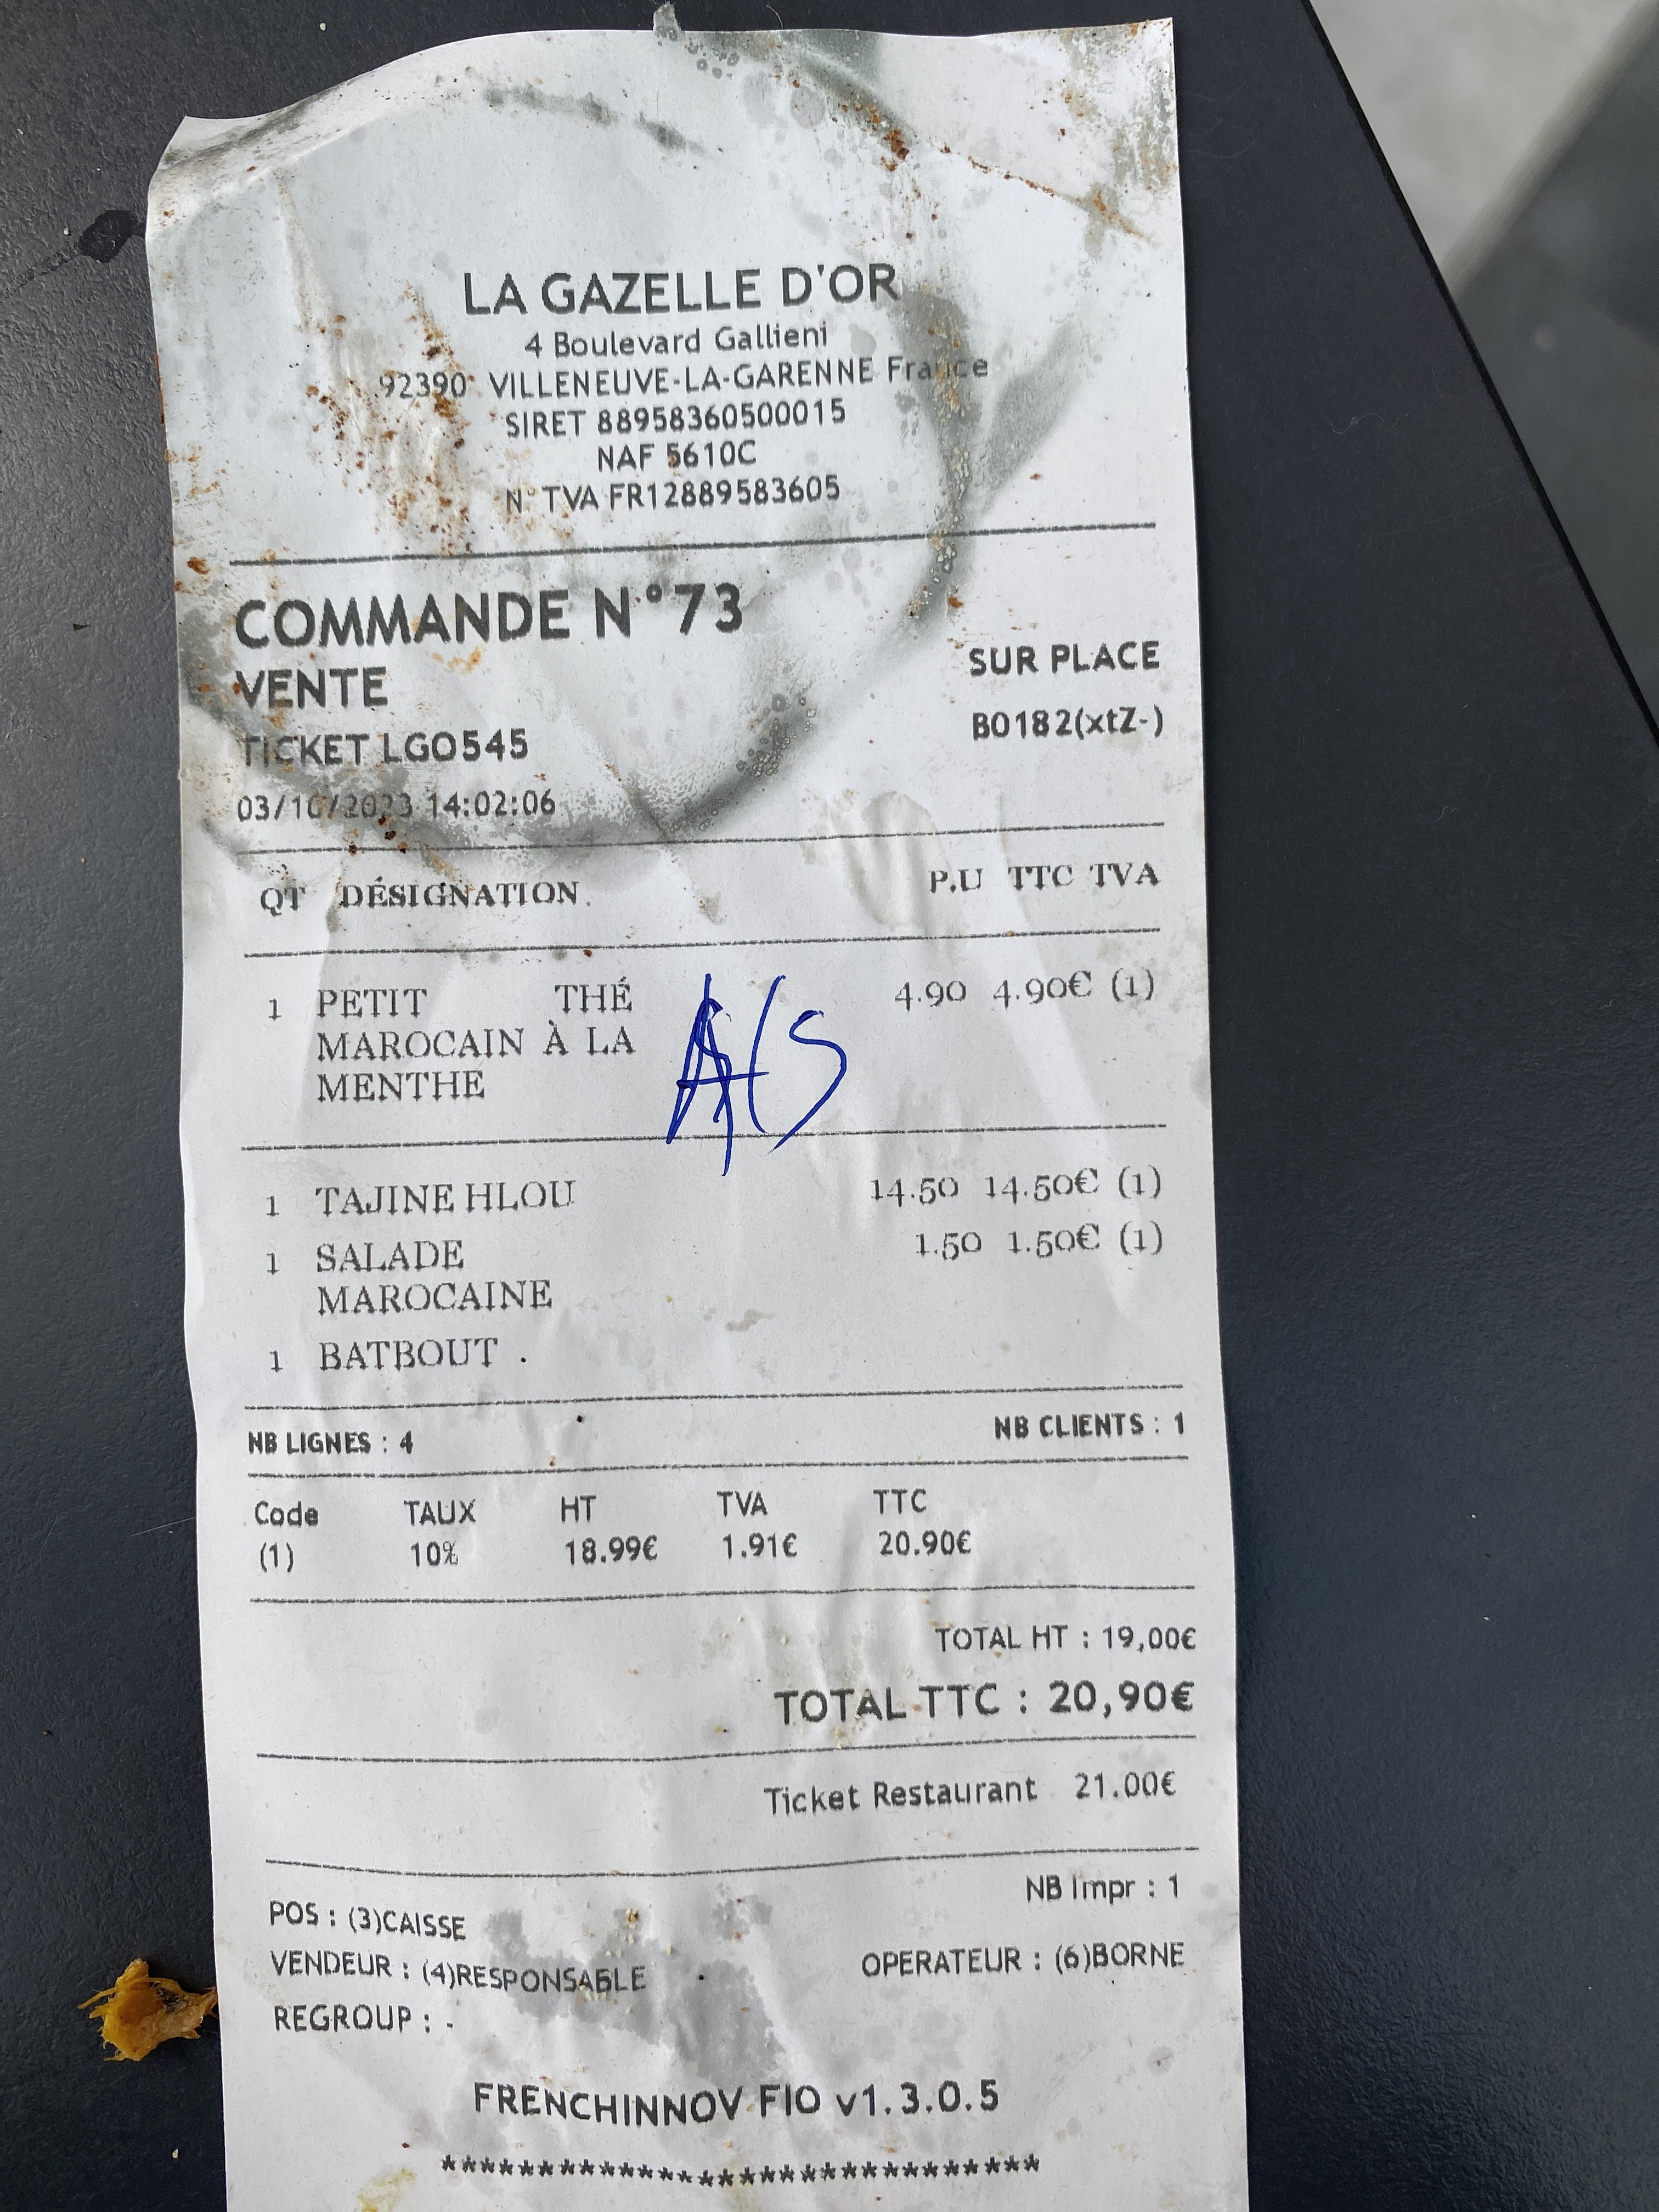 LA GAZELLE D'OR
4 Boulevard Gallieni
92390 VILLENEUVE-LA-GARENNE France
SIRET 88958360500015
NAF 5610C
N° TVA FR12889583605
COMMANDE N°73
VENTE
SUR PLACE
TICKET LGO545
B0182(xtZ-)
03/10/2023 14:02:06
QT DÉSIGNATION P.U TTC TVA
1 PETIT THÉ 4.90 4.90€ (1)
MAROCAIN À LA
MENTHE
1 TAJINE HLOU 14.50 14.50€ (1)
1 SALADE 1.50 1.50€ (1)
MAROCAINE
1 BATBOUT .
NB LIGNES : 4 NB CLIENTS : 1
Code TAUX HT TVA TTC
(1) 10% 18.99€ 1.91€ 20.90€
TOTAL HT : 19,00€
TOTAL TTC : 20,90€
Ticket Restaurant 21.00€
NB Impr : 1
POS : (3)CAISSE
VENDEUR : (4)RESPONSABLE OPERATEUR : (6)BORNE
REGROUP : -
FRENCHINNOV FIO v1.3.0.5
********************************